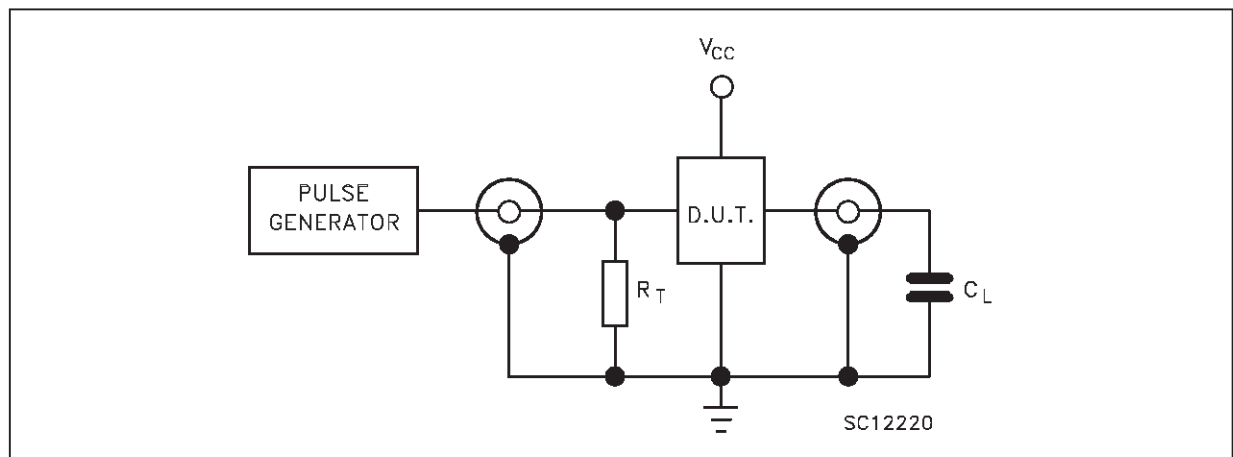 VCC
PULSE
GENERATOR
D.U.T.
RT
CL
SC12220